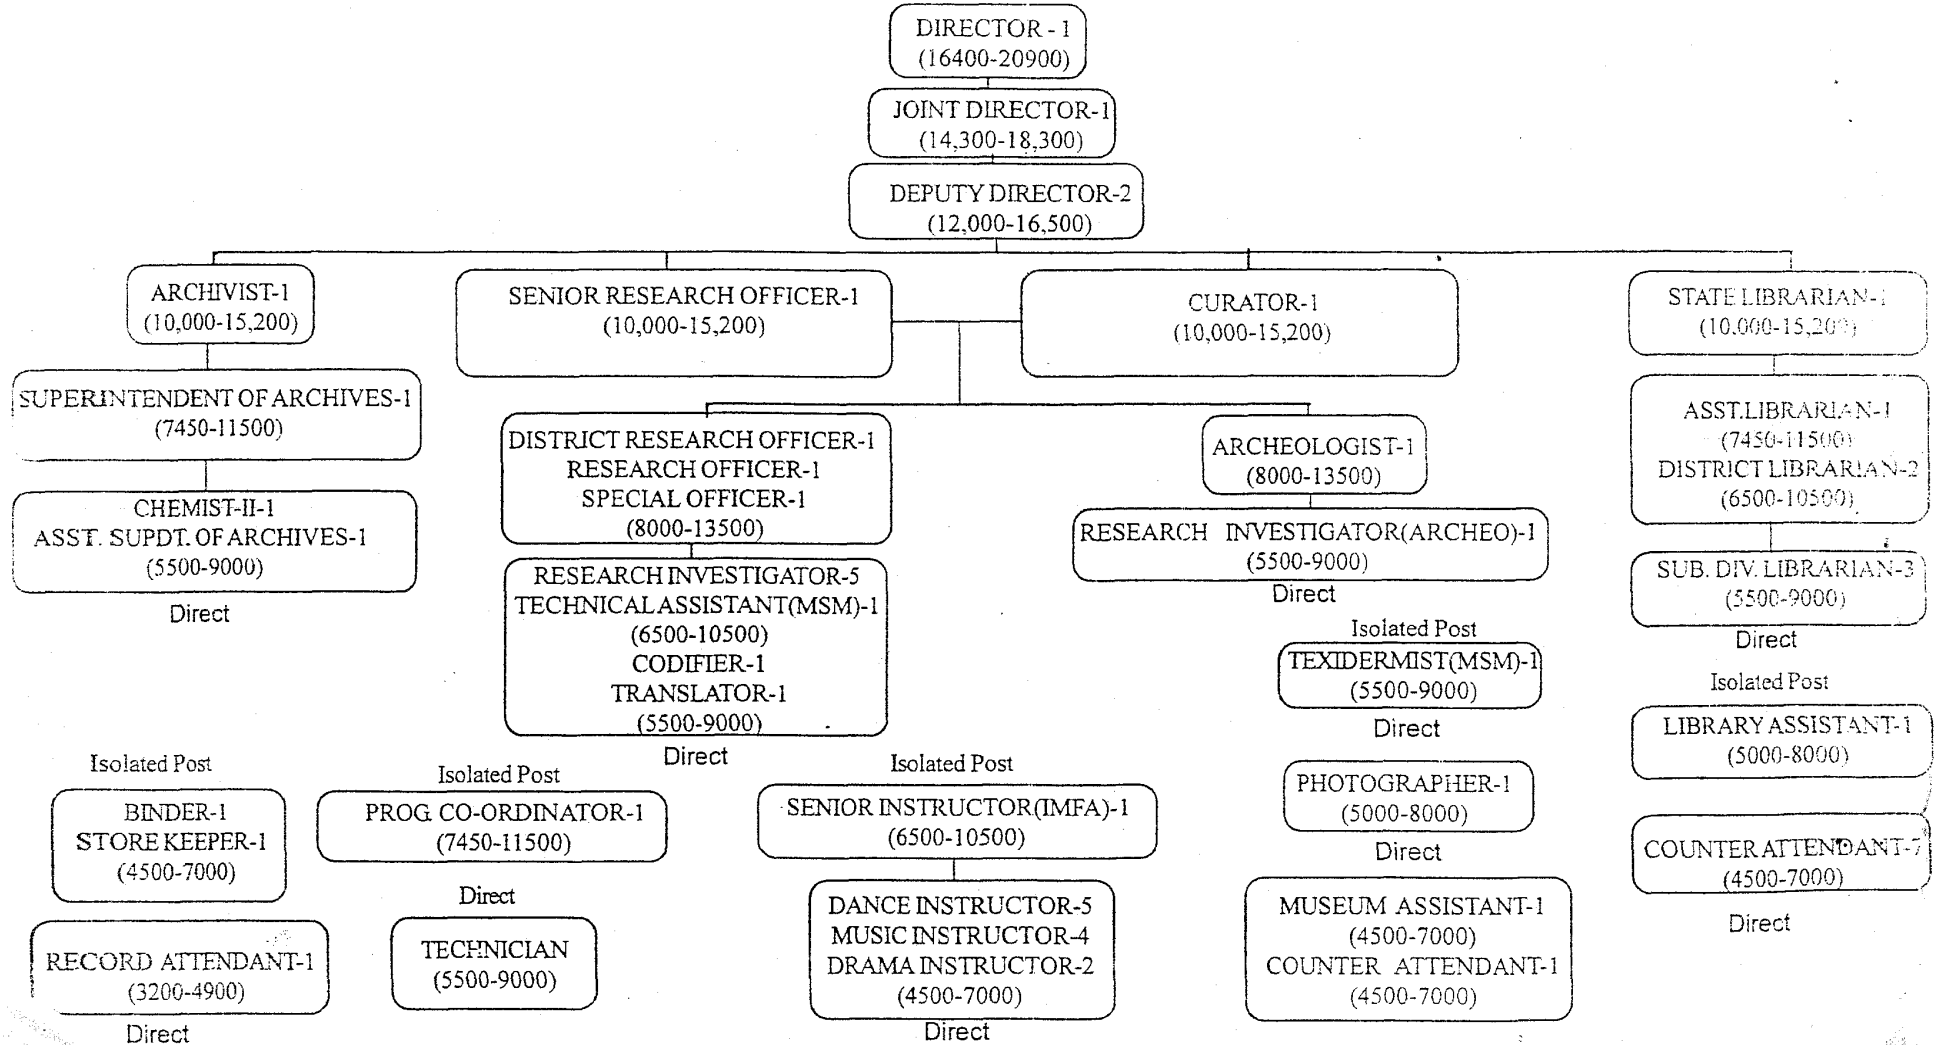 DIRECTOR - 1
(16400-20900)
JOINT DIRECTOR-1
(14,300-18,300)
DEPUTY DIRECTOR-2
(12,000-16,500)
ARCHIVIST-1
(10,000-15,200)
SENIOR RESEARCH OFFICER-1
(10,000-15,200)
CURATOR-1
(10,000-15,200)
STATE LIBRARIAN-1
(10,000-15,200)
SUPERINTENDENT OF ARCHIVES-1
(7450-11500)
CHEMIST-II-1
ASST. SUPDT. OF ARCHIVES-1
(5500-9000)
Direct
DISTRICT RESEARCH OFFICER-1
RESEARCH OFFICER-1
SPECIAL OFFICER-1
(8000-13500)
RESEARCH INVESTIGATOR-5
TECHNICAL ASSISTANT(MSM)-1
(6500-10500)
CODIFIER-1
TRANSLATOR-1
(5500-9000)
Direct
ARCHEOLOGIST-1
(8000-13500)
RESEARCH INVESTIGATOR(ARCHEO)-1
(5500-9000)
Direct
Isolated Post
TEXIDERMIST(MSM)-1
(5500-9000)
Direct
PHOTOGRAPHER-1
(5000-8000)
Direct
MUSEUM ASSISTANT-1
(4500-7000)
COUNTER ATTENDANT-1
(4500-7000)
ASST.LIBRARIAN-1
(7450-11500)
DISTRICT LIBRARIAN-2
(6500-10500)
SUB. DIV. LIBRARIAN-3
(5500-9000)
Direct
Isolated Post
LIBRARY ASSISTANT-1
(5000-8000)
COUNTER ATTENDANT-7
(4500-7000)
Direct
Isolated Post
BINDER-1
STORE KEEPER-1
(4500-7000)
RECORD ATTENDANT-1
(3200-4900)
Direct
Isolated Post
PROG. CO-ORDINATOR-1
(7450-11500)
Direct
TECHNICIAN
(5500-9000)
Isolated Post
SENIOR INSTRUCTOR(IMFA)-1
(6500-10500)
DANCE INSTRUCTOR-5
MUSIC INSTRUCTOR-4
DRAMA INSTRUCTOR-2
(4500-7000)
Direct